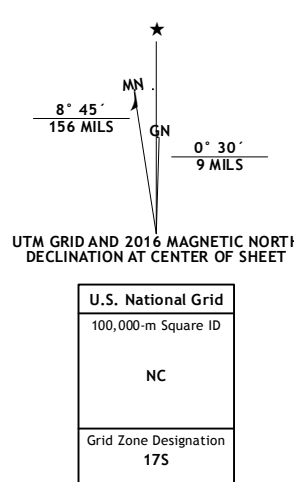 ★
MN
8° 45´
156 MILS
GN
0° 30´
9 MILS
UTM GRID AND 2016 MAGNETIC NORTH
DECLINATION AT CENTER OF SHEET
U.S. National Grid
100,000-m Square ID
NC
Grid Zone Designation
17S